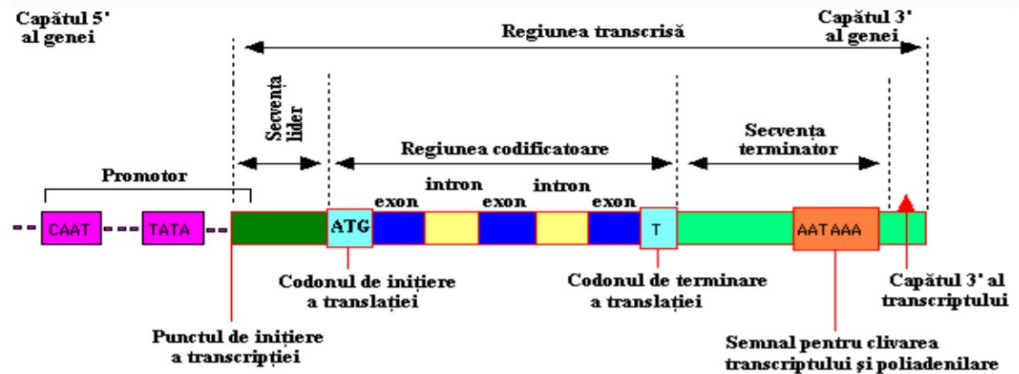 Capătul 5'
al genei
Regiunea transcrisă
Capătul 3'
al genei
Secvența
lider
Regiunea codificatoare
Secvența
terminator
Promotor
intron
intron
exon
exon
exon
CAAT
TATA
ATG
T
AATAAA
Codonul de inițiere
a translației
Codonul de terminare
a translației
Capătul 3' al
transcriptului
Punctul de inițiere
a transcripției
Semnal pentru clivarea
transcriptului și poliadenilare